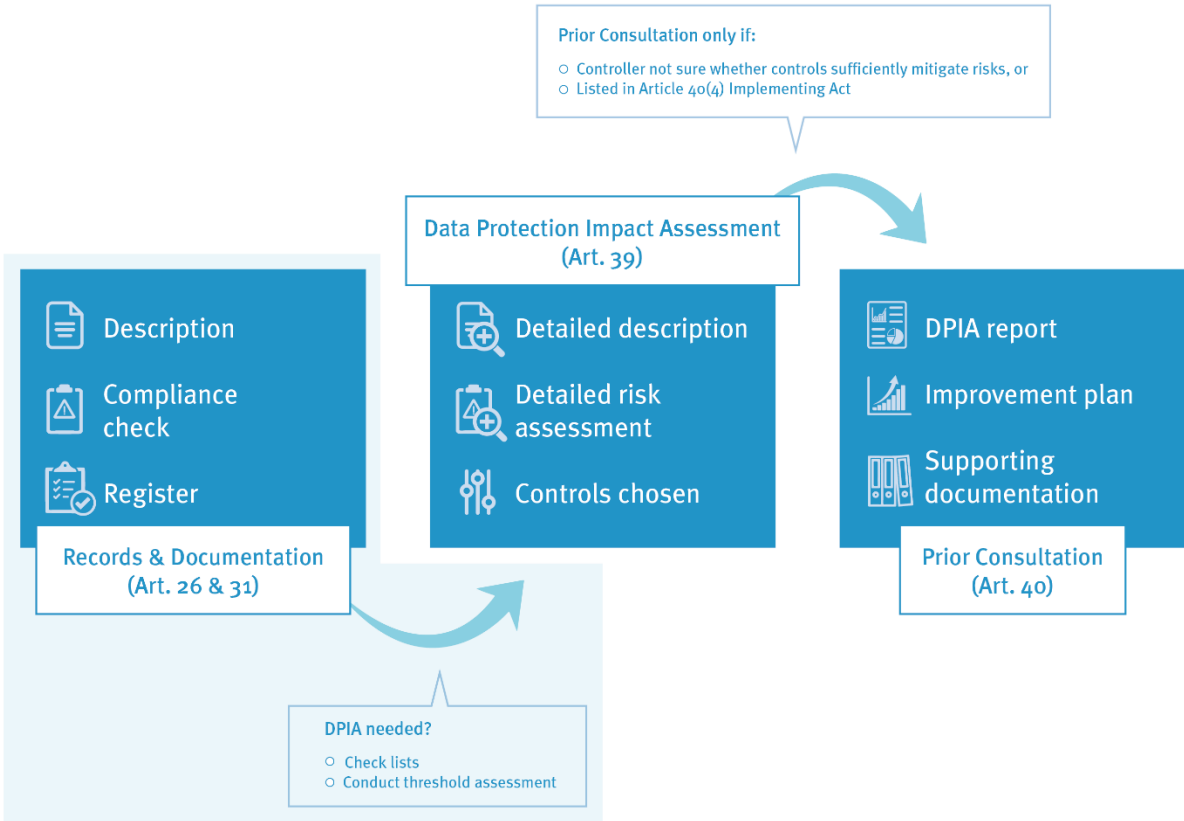 Prior Consultation only if:
○ Controller not sure whether controls sufficiently mitigate risks, or
○ Listed in Article 40(4) Implementing Act
Data Protection Impact Assessment
(Art. 39)
Description
Compliance
check
Register
Records & Documentation
(Art. 26 & 31)
Detailed description
Detailed risk
assessment
Controls chosen
DPIA report
Improvement plan
Supporting
documentation
Prior Consultation
(Art. 40)
DPIA needed?
○ Check lists
○ Conduct threshold assessment